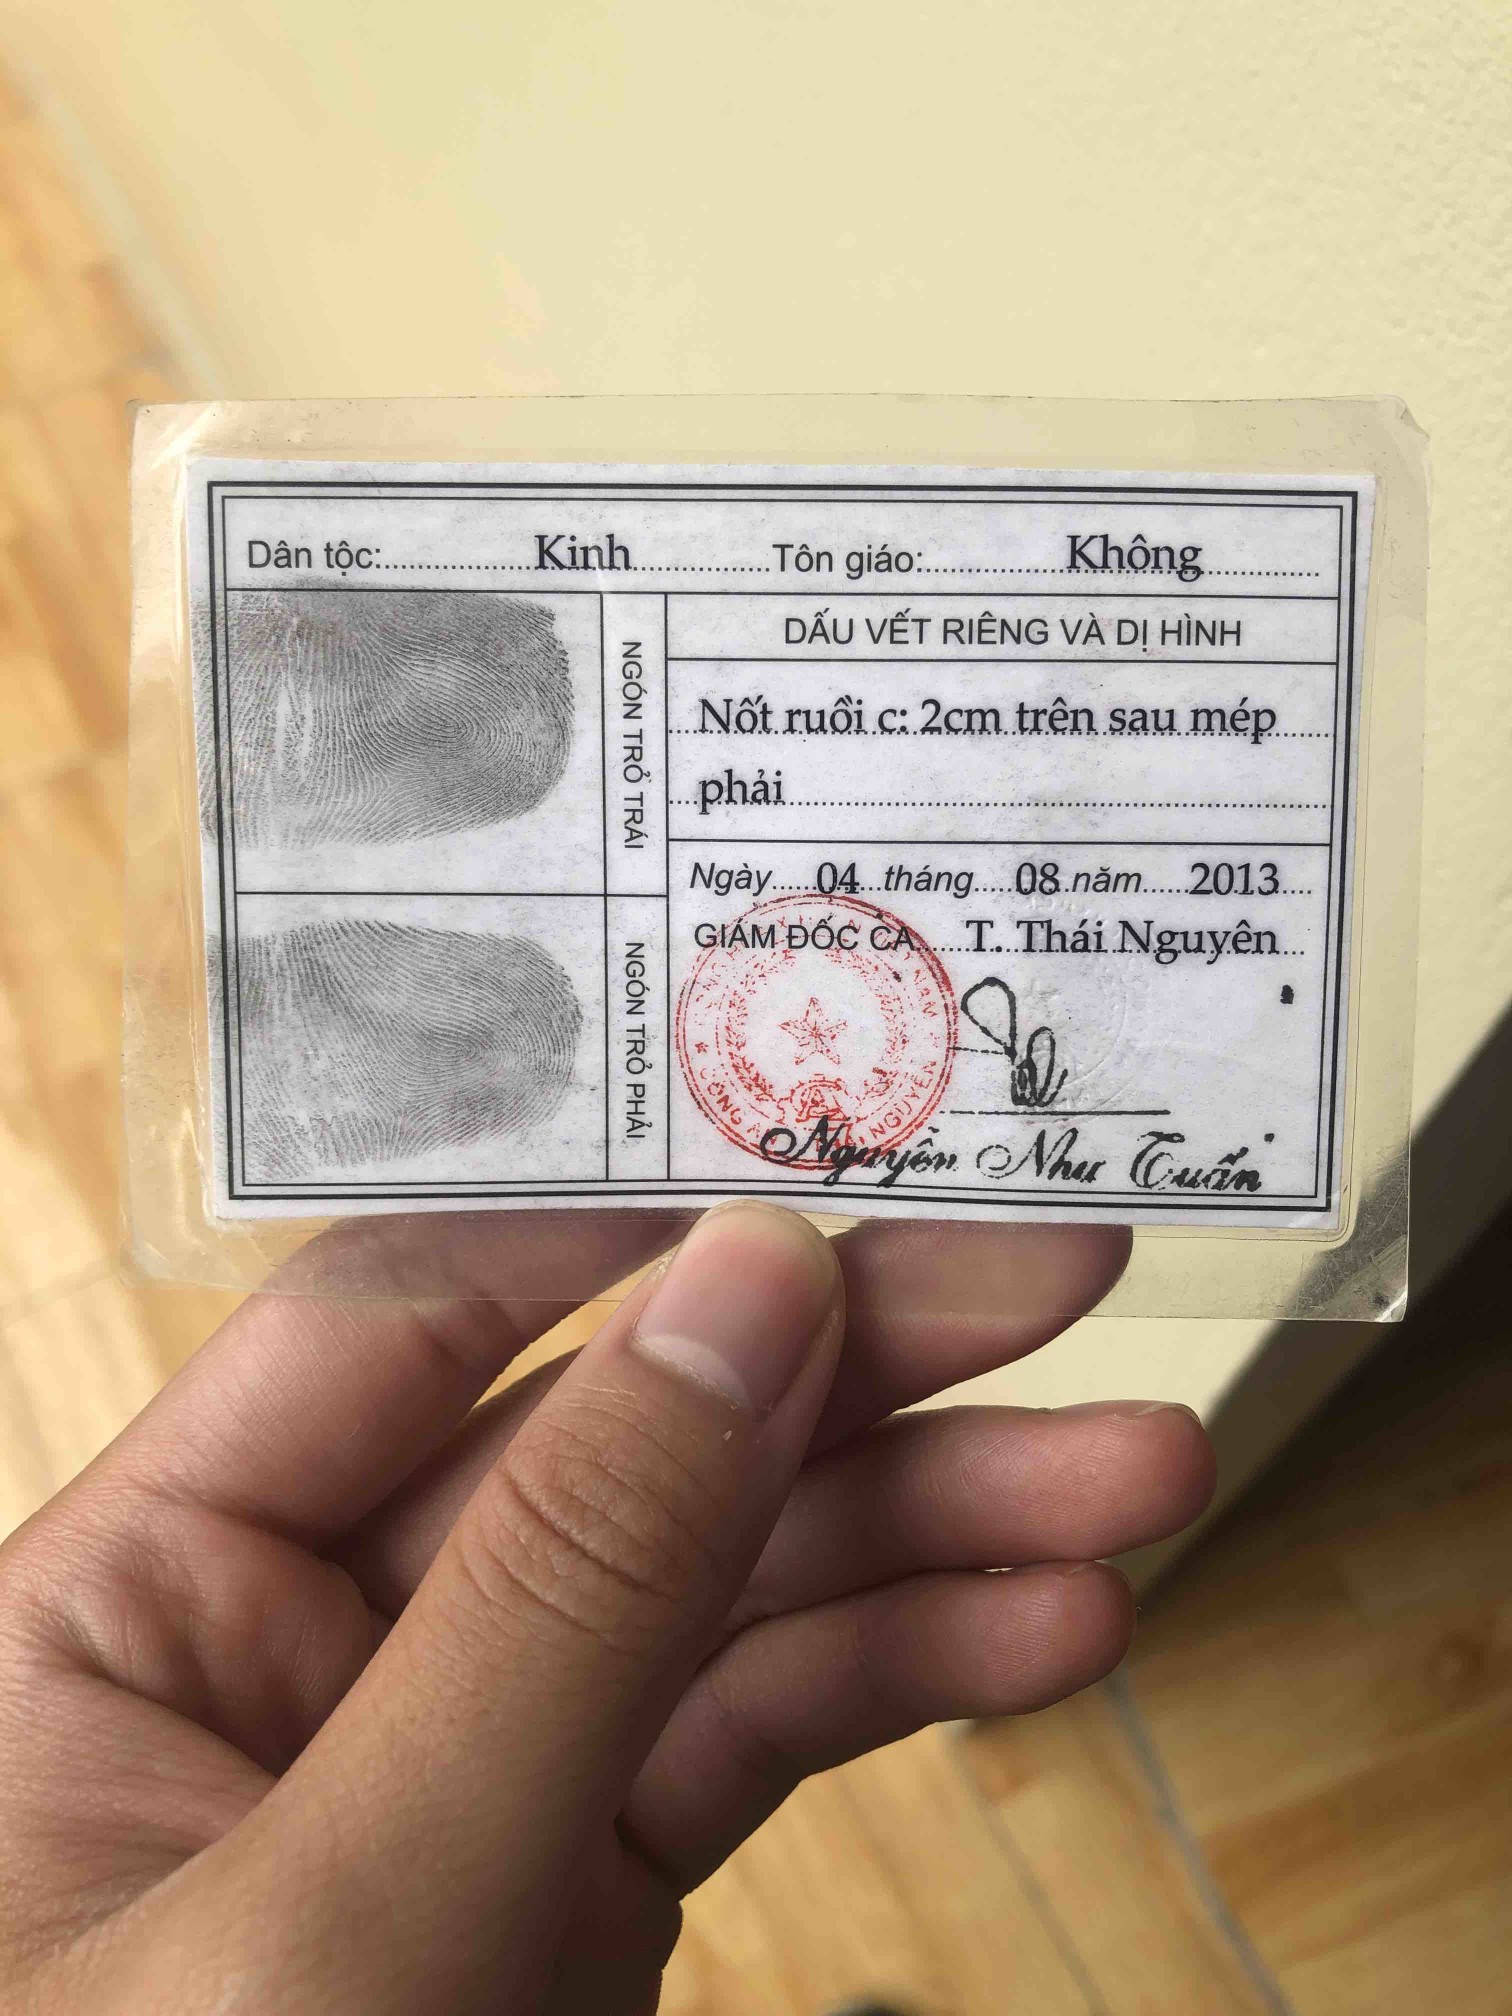 Dân tộc: Kinh Tôn giáo: Không
NGÓN TRỎ TRÁI
DẤU VẾT RIÊNG VÀ DỊ HÌNH
Nốt ruồi c: 2cm trên sau mép
phải
Ngày 04 tháng 08 năm 2013
GIÁM ĐỐC CA T. Thái Nguyên
NGÓN TRỎ PHẢI
Nguyễn Như Tuấn